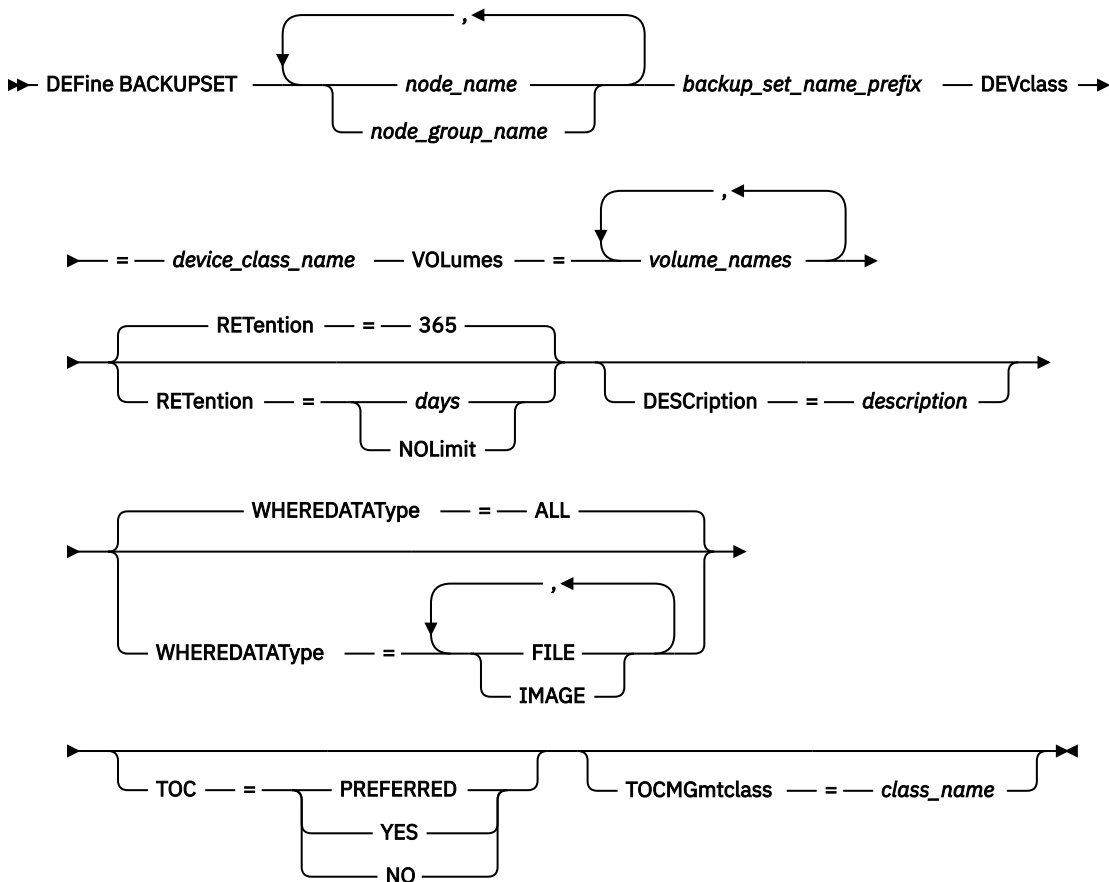 ,
DEFine BACKUPSET node_name backup_set_name_prefix DEVclass
node_group_name
,
= device_class_name VOLumes = volume_names
RETention = 365
RETention = days DESCription = description
NOLimit
WHEREDATAType = ALL
,
WHEREDATAType = FILE
IMAGE
TOC = PREFERRED TOCMGmtclass = class_name
YES
NO